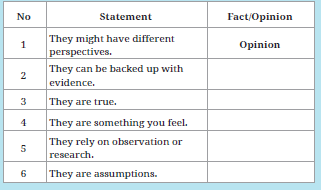 No Statement Fact/Opinion
1 They might have different perspectives. Opinion
2 They can be backed up with evidence.
3 They are true.
4 They are something you feel.
5 They rely on observation or research.
6 They are assumptions.